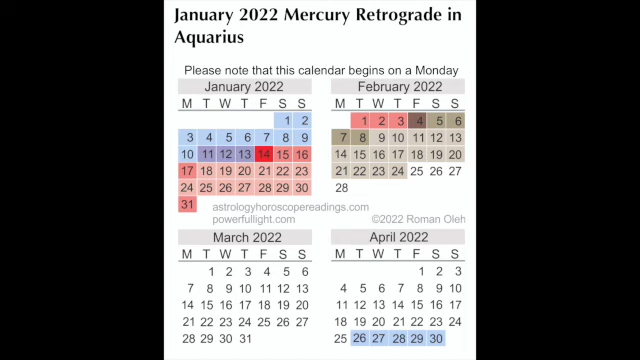 January 2022 Mercury Retrograde in
Aquarius
Please note that this calendar begins on a Monday
January 2022
M T W T F S S
1 2
3 4 5 6 7 8 9
10 11 12 13 14 15 16
17 18 19 20 21 22 23
24 25 26 27 28 29 30
31
February 2022
M T W T F S S
1 2 3 4 5 6
7 8 9 10 11 12 13
14 15 16 17 18 19 20
21 22 23 24 25 26 27
28
astrologyhoroscopereadings.com
powerfullight.com ©2022 Roman Oleh
March 2022
M T W T F S S
1 2 3 4 5 6
7 8 9 10 11 12 13
14 15 16 17 18 19 20
21 22 23 24 25 26 27
28 29 30 31
April 2022
M T W T F S S
1 2 3
4 5 6 7 8 9 10
11 12 13 14 15 16 17
18 19 20 21 22 23 24
25 26 27 28 29 30